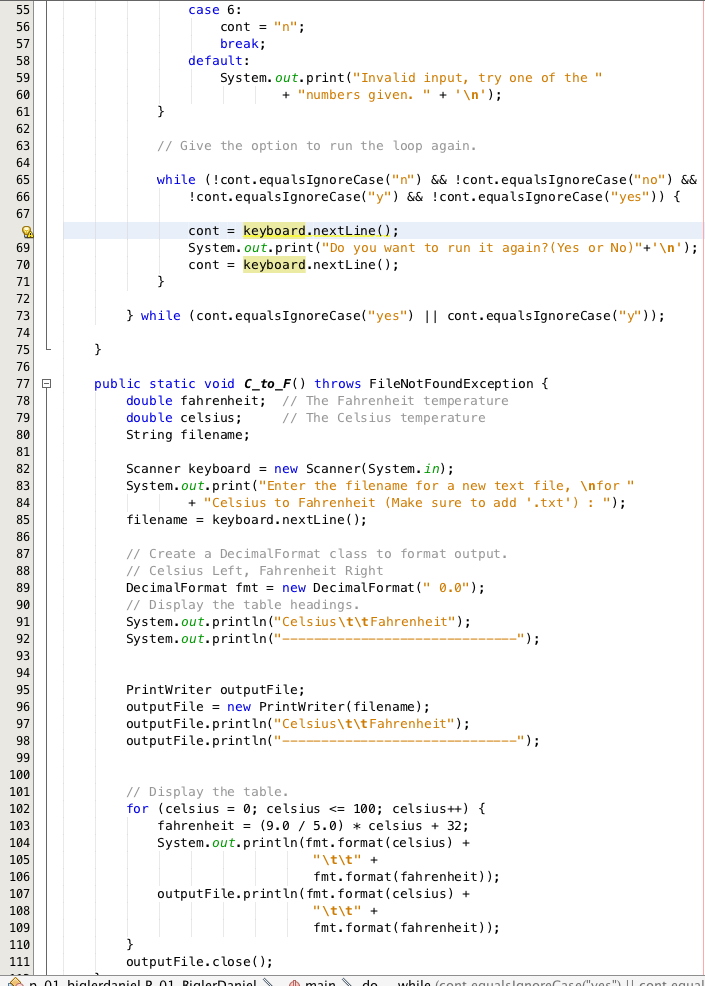 55 case 6:
56 cont = "n";
57 break;
58 default:
59 System.out.print("Invalid input, try one of the "
60 + "numbers given. " + '\n');
61 }
62
63 // Give the option to run the loop again.
64
65 while (!cont.equalsIgnoreCase("n") && !cont.equalsIgnoreCase("no") &&
66 !cont.equalsIgnoreCase("y") && !cont.equalsIgnoreCase("yes")) {
67
cont = keyboard.nextLine();
69 System.out.print("Do you want to run it again?(Yes or No)"+'\n');
70 cont = keyboard.nextLine();
71 }
72
73 } while (cont.equalsIgnoreCase("yes") || cont.equalsIgnoreCase("y"));
74
75 }
76
77 public static void C_to_F() throws FileNotFoundException {
78 double fahrenheit; // The Fahrenheit temperature
79 double celsius; // The Celsius temperature
80 String filename;
81
82 Scanner keyboard = new Scanner(System.in);
83 System.out.print("Enter the filename for a new text file, \nfor "
84 + "Celsius to Fahrenheit (Make sure to add '.txt') : ");
85 filename = keyboard.nextLine();
86
87 // Create a DecimalFormat class to format output.
88 // Celsius Left, Fahrenheit Right
89 DecimalFormat fmt = new DecimalFormat(" 0.0");
90 // Display the table headings.
91 System.out.println("Celsius\t\tFahrenheit");
92 System.out.println("------------------------------");
93
94
95 PrintWriter outputFile;
96 outputFile = new PrintWriter(filename);
97 outputFile.println("Celsius\t\tFahrenheit");
98 outputFile.println("------------------------------");
99
100
101 // Display the table.
102 for (celsius = 0; celsius <= 100; celsius++) {
103 fahrenheit = (9.0 / 5.0) * celsius + 32;
104 System.out.println(fmt.format(celsius) +
105 "\t\t" +
106 fmt.format(fahrenheit));
107 outputFile.println(fmt.format(celsius) +
108 "\t\t" +
109 fmt.format(fahrenheit));
110 }
111 outputFile.close();
main do while (cont.equalsIgnoreCase("yes") || cont.equal